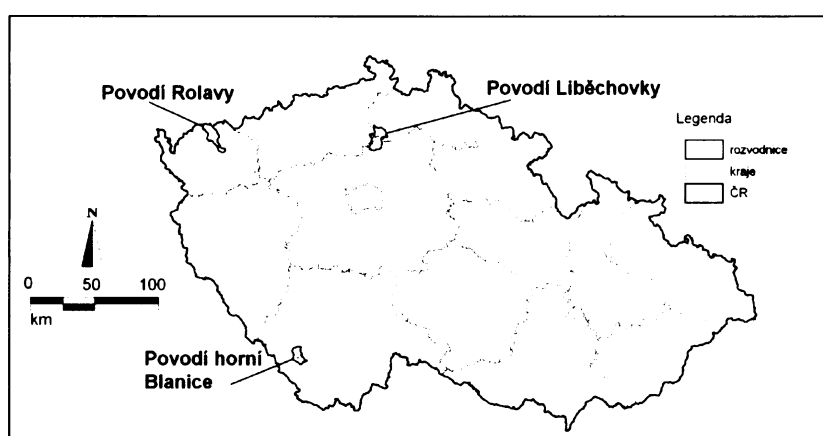 Povodí Rolavy
Povodí Liběchovky
Legenda
rozvodnice
kraje
ČR
N
0 50 100
km
Povodí horní
Blanice